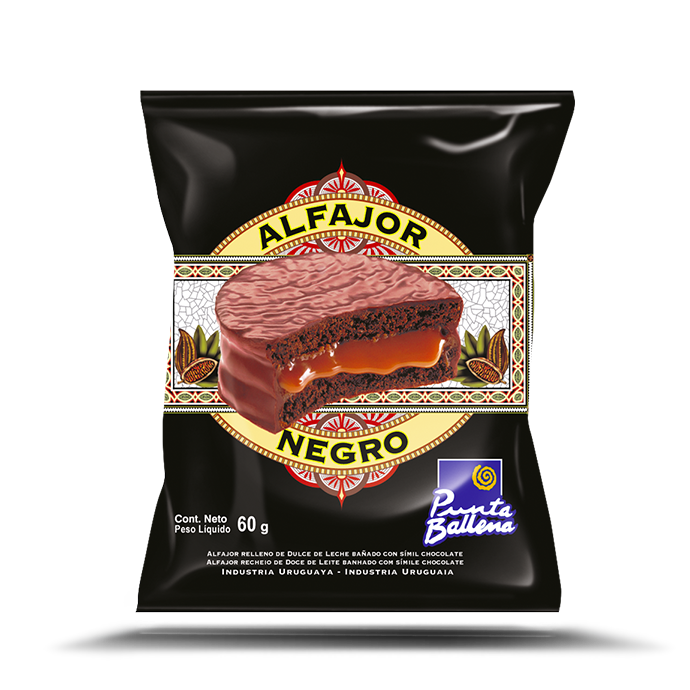 ALFAJOR
NEGRO
Punta
Ballena
Cont. Neto
Peso Líquido 60 g
ALFAJOR RELLENO DE DULCE DE LECHE BAÑADO CON SÍMIL CHOCOLATE
ALFAJOR RECHEIO DE DOCE DE LEITE BANHADO COM SÍMILE CHOCOLATE
INDUSTRIA URUGUAYA - INDUSTRIA URUGUAIA